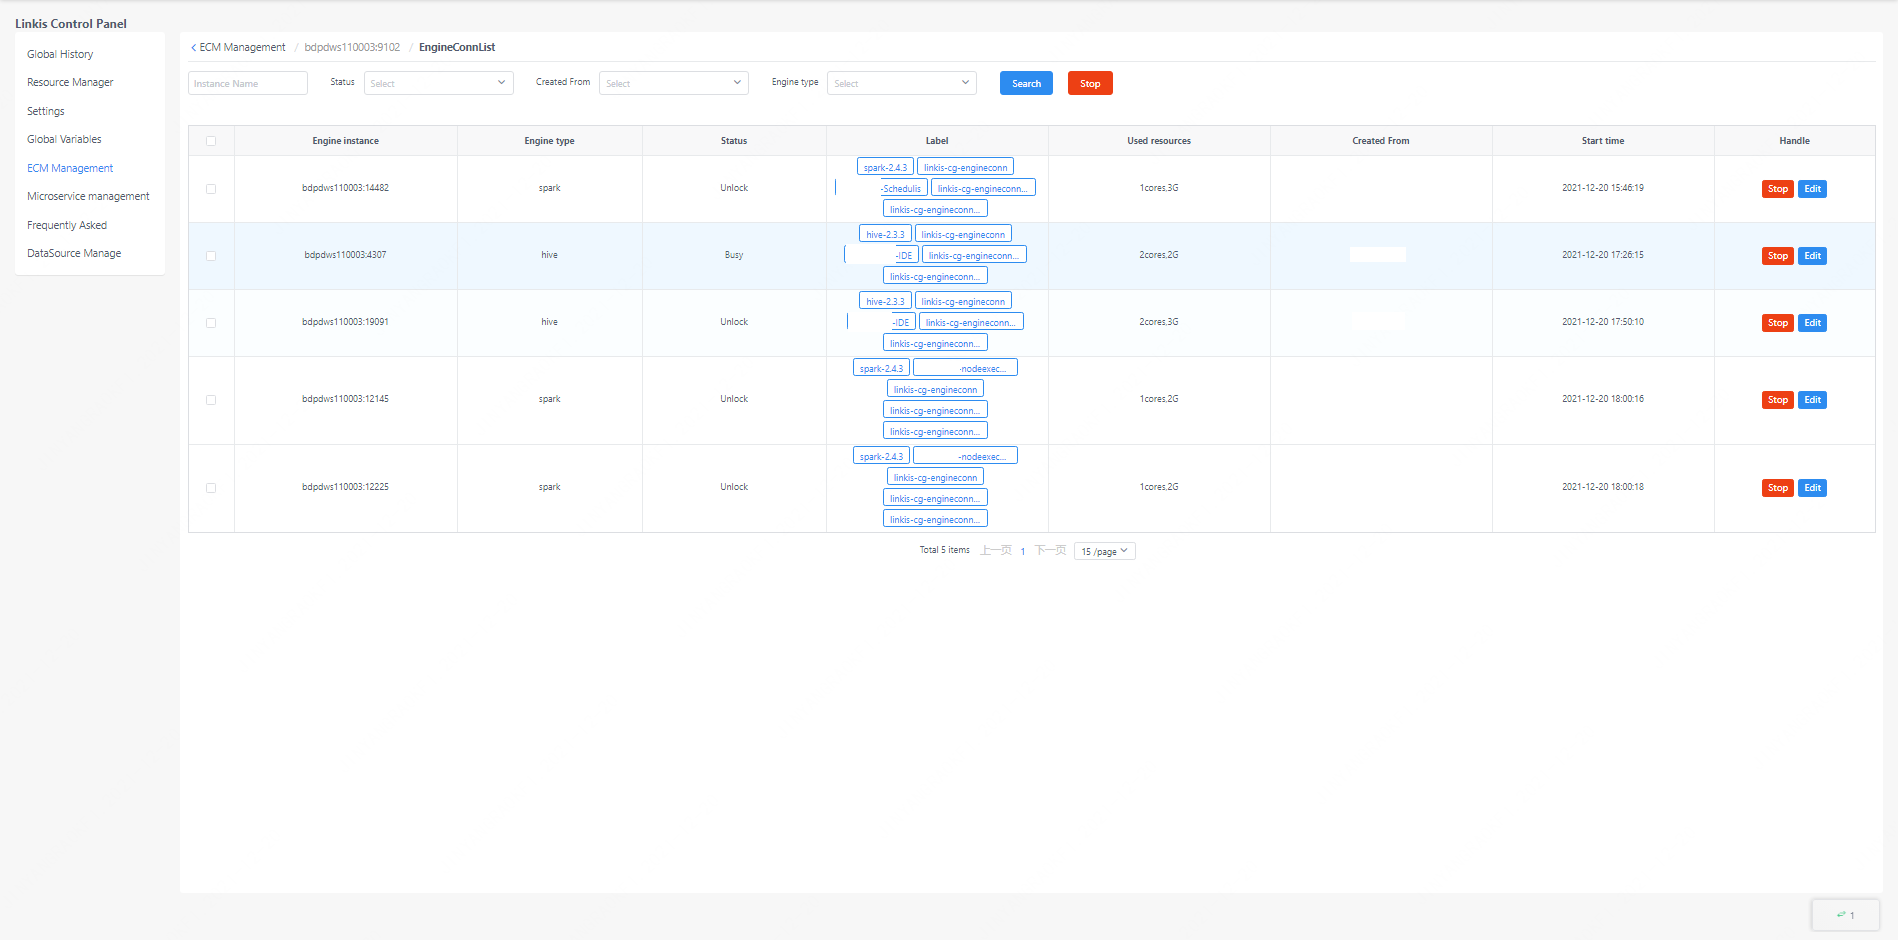 Linkis Control Panel
Global History
Resource Manager
Settings
Global Variables
ECM Management
Microservice management
Frequently Asked
DataSource Manage
ECM Management / bdpdws110003:9102 / EngineConnList
Instance Name Status Select Created From Select Engine type Select Search Stop
Engine instance Engine type Status Label Used resources Created From Start time Handle
spark-2.4.3 linkis-cg-engineconn
bdpdws110003:14482 spark Unlock -Schedulis linkis-cg-engineconn... 1cores,3G 2021-12-20 15:46:19 Stop Edit
linkis-cg-engineconn...
hive-2.3.3 linkis-cg-engineconn
bdpdws110003:4307 hive Busy -IDE linkis-cg-engineconn... 2cores,2G 2021-12-20 17:26:15 Stop Edit
linkis-cg-engineconn...
hive-2.3.3 linkis-cg-engineconn
bdpdws110003:19091 hive Unlock -IDE linkis-cg-engineconn... 2cores,3G 2021-12-20 17:50:10 Stop Edit
linkis-cg-engineconn...
spark-2.4.3 -nodeexec...
linkis-cg-engineconn
bdpdws110003:12145 spark Unlock linkis-cg-engineconn... 1cores,2G 2021-12-20 18:00:16 Stop Edit
linkis-cg-engineconn...
spark-2.4.3 -nodeexec...
linkis-cg-engineconn
bdpdws110003:12225 spark Unlock linkis-cg-engineconn... 1cores,2G 2021-12-20 18:00:18 Stop Edit
linkis-cg-engineconn...
Total 5 items 上一页 1 下一页 15 /page
1